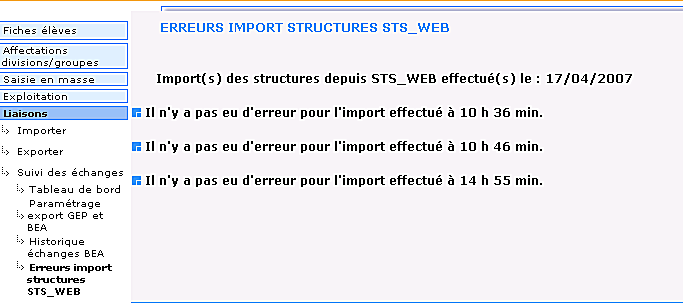 Fiches élèves
Affectations
divisions/groupes
Saisie en masse
Exploitation
Liaisons
Importer
Exporter
Suivi des échanges
Tableau de bord
Paramétrage
export GEP et
BEA
Historique
échanges BEA
Erreurs import
structures
STS_WEB
ERREURS IMPORT STRUCTURES STS_WEB
Import(s) des structures depuis STS_WEB effectué(s) le : 17/04/2007
Il n'y a pas eu d'erreur pour l'import effectué à 10 h 36 min.
Il n'y a pas eu d'erreur pour l'import effectué à 10 h 46 min.
Il n'y a pas eu d'erreur pour l'import effectué à 14 h 55 min.